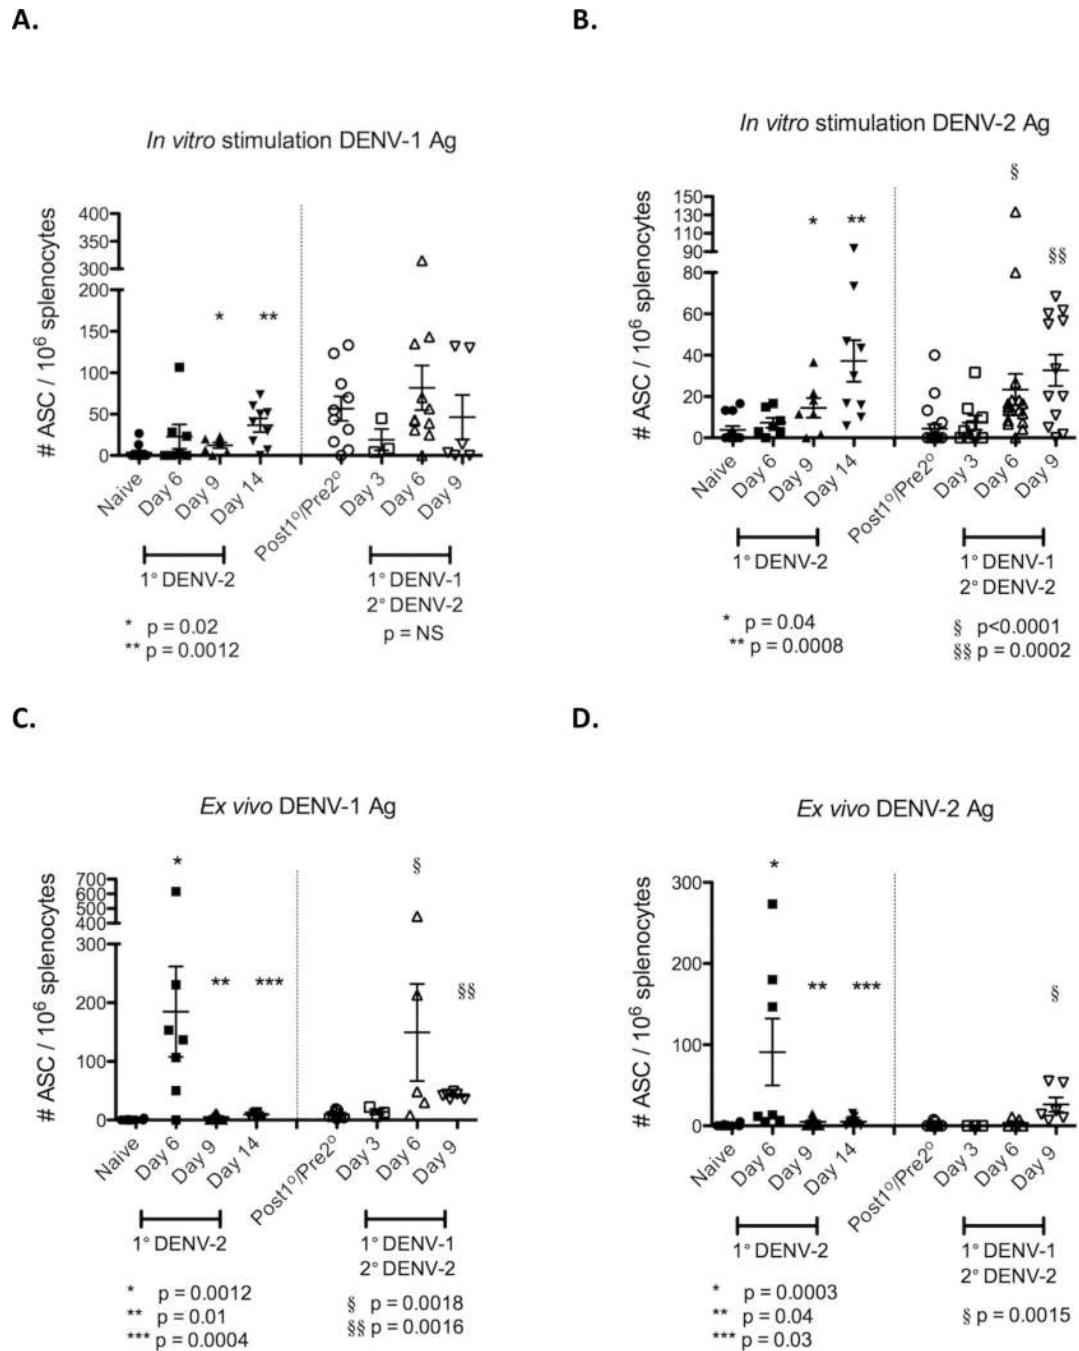 A.
In vitro stimulation DENV-1 Ag
# ASC / 10⁶ splenocytes
400
350
300
200
150
100
50
0
*
**
Naive
Day 6
Day 9
Day 14
Post1°/Pre2°
Day 3
Day 6
Day 9
1° DENV-2
1° DENV-1
2° DENV-2
* p = 0.02
** p = 0.0012
p = NS
B.
In vitro stimulation DENV-2 Ag
# ASC / 10⁶ splenocytes
150
130
110
90
80
60
40
20
0
*
**
§
§§
Naive
Day 6
Day 9
Day 14
Post1°/Pre2°
Day 3
Day 6
Day 9
1° DENV-2
1° DENV-1
2° DENV-2
* p = 0.04
** p = 0.0008
§ p<0.0001
§§ p = 0.0002
C.
Ex vivo DENV-1 Ag
# ASC / 10⁶ splenocytes
700
600
500
400
300
200
100
0
*
**
***
§
§§
Naive
Day 6
Day 9
Day 14
Post1°/Pre2°
Day 3
Day 6
Day 9
1° DENV-2
1° DENV-1
2° DENV-2
* p = 0.0012
** p = 0.01
*** p = 0.0004
§ p = 0.0018
§§ p = 0.0016
D.
Ex vivo DENV-2 Ag
# ASC / 10⁶ splenocytes
300
200
100
0
*
**
***
§
Naive
Day 6
Day 9
Day 14
Post1°/Pre2°
Day 3
Day 6
Day 9
1° DENV-2
1° DENV-1
2° DENV-2
* p = 0.0003
** p = 0.04
*** p = 0.03
§ p = 0.0015